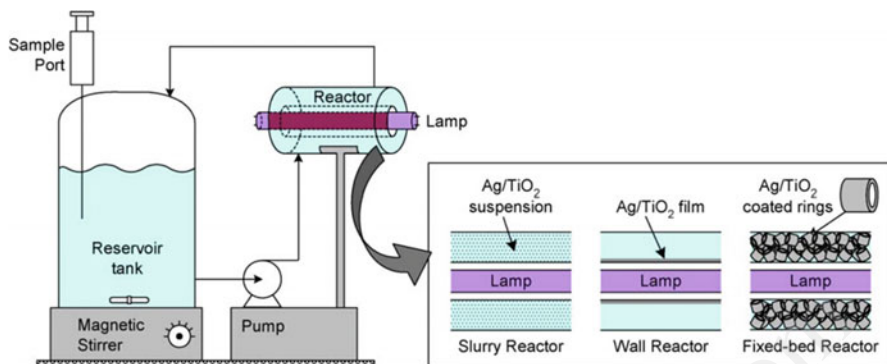 Sample
Port
Reactor
Lamp
Reservoir
tank
Magnetic
Stirrer
Pump
Ag/TiO₂
suspension
Lamp
Slurry Reactor
Ag/TiO₂ film
Lamp
Wall Reactor
Ag/TiO₂
coated rings
Lamp
Fixed-bed Reactor